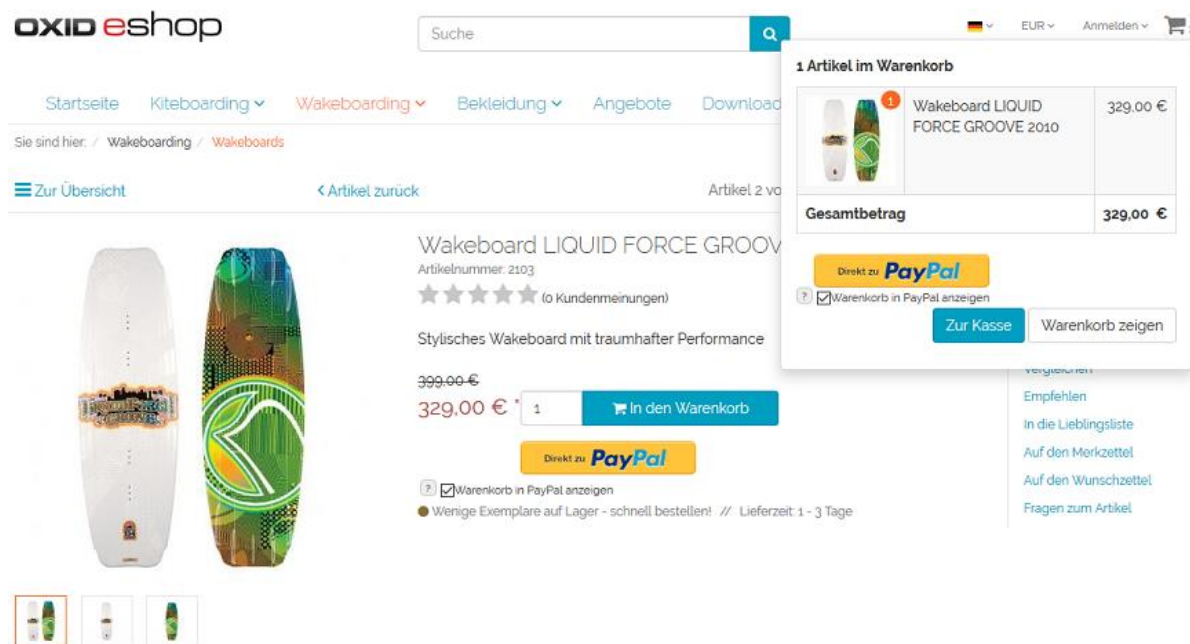 OXID eshop
Suche
EUR
Anmelden
Startseite
Kiteboarding
Wakeboarding
Bekleidung
Angebote
Download
Sie sind hier: / Wakeboarding / Wakeboards
Zur Übersicht
Artikel zurück
Artikel 2 vo
Wakeboard LIQUID FORCE GROOV
Artikelnummer: 2103
(0 Kundenmeinungen)
Stylisches Wakeboard mit traumhafter Performance
399,00 €
329,00 € *
1
In den Warenkorb
Direkt zu PayPal
? Warenkorb in PayPal anzeigen
Wenige Exemplare auf Lager - schnell bestellen! // Lieferzeit: 1 - 3 Tage
1 Artikel im Warenkorb
1
Wakeboard LIQUID
FORCE GROOVE 2010
329,00 €
Gesamtbetrag 329,00 €
Direkt zu PayPal
? Warenkorb in PayPal anzeigen
Zur Kasse
Warenkorb zeigen
Vergleichen
Empfehlen
In die Lieblingsliste
Auf den Merkzettel
Auf den Wunschzettel
Fragen zum Artikel